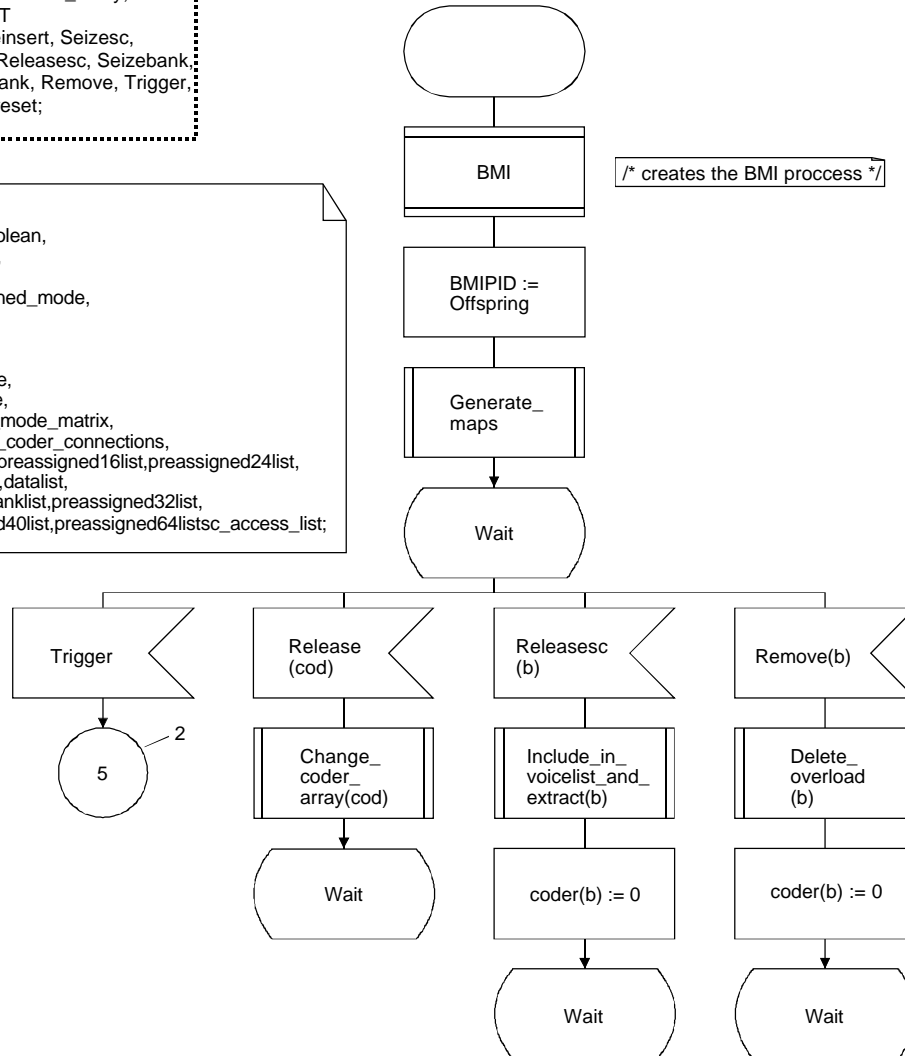 T
einsert, Seizesc,
Releasesc, Seizebank,
ank, Remove, Trigger,
eset;
BMI
/* creates the BMI proccess */
olean,
ned_mode,
e,
e,
mode_matrix,
_coder_connections,
preassigned16list,preassigned24list,
,datalist,
anklist,preassigned32list,
d40list,preassigned64listsc_access_list;
BMIPID :=
Offspring
Generate_
maps
Wait
Trigger
Release
(cod)
Releasesc
(b)
Remove(b)
2
5
Change_
coder_
array(cod)
Include_in_
voicelist_and_
extract(b)
Delete_
overload
(b)
Wait
coder(b) := 0
coder(b) := 0
Wait
Wait